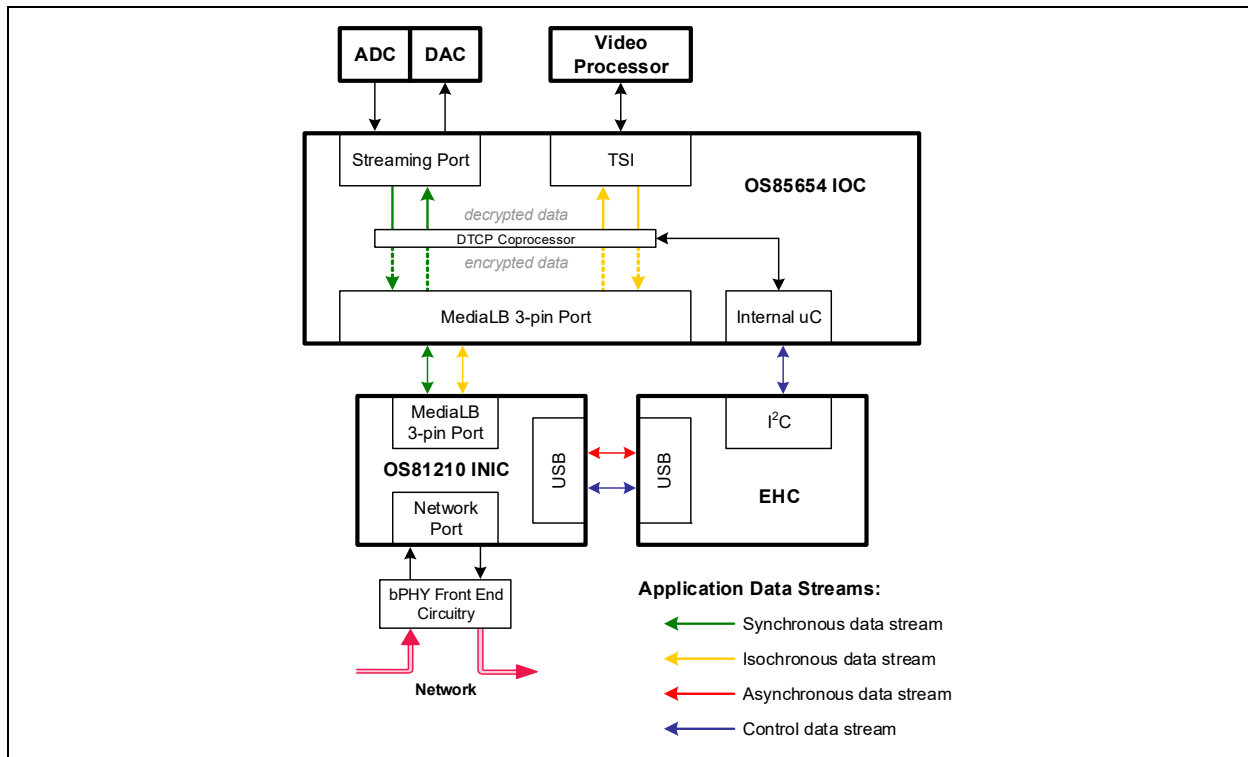 ADC
DAC
Video
Processor
Streaming Port
TSI
OS85654 IOC
decrypted data
DTCP Coprocessor
encrypted data
MediaLB 3-pin Port
Internal uC
MediaLB
3-pin Port
I²C
OS81210 INIC
USB
USB
EHC
Network
Port
bPHY Front End
Circuitry
Network
Application Data Streams:
Synchronous data stream
Isochronous data stream
Asynchronous data stream
Control data stream